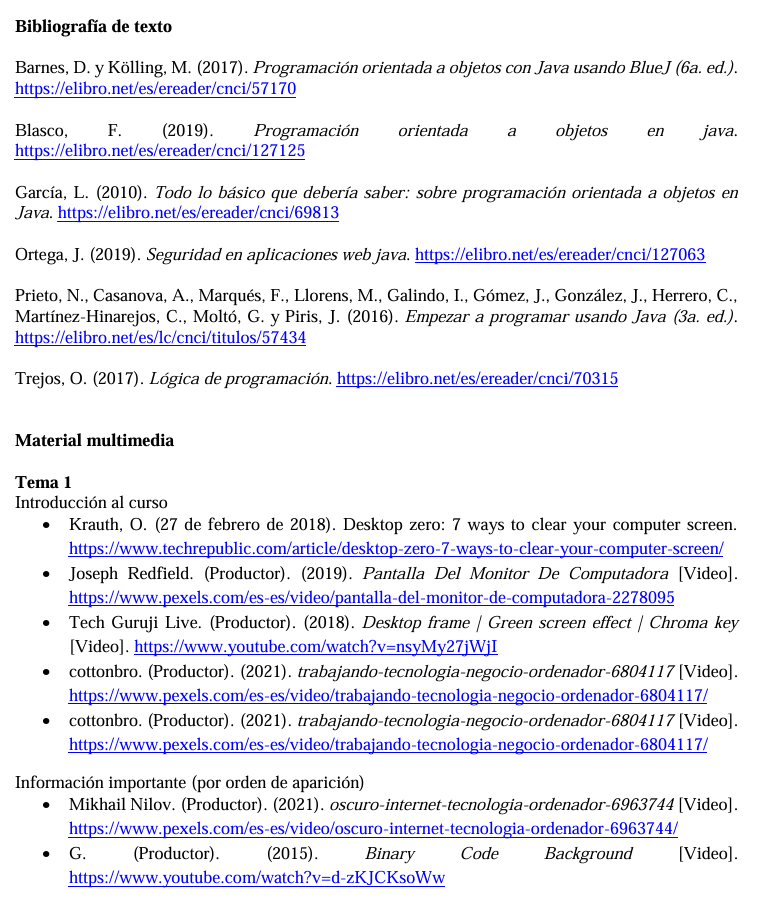 Bibliografía de texto
Barnes, D. y Kölling, M. (2017). Programación orientada a objetos con Java usando BlueJ (6a. ed.).
https://elibro.net/es/ereader/cnci/57170
Blasco, F. (2019). Programación orientada a objetos en java.
https://elibro.net/es/ereader/cnci/127125
García, L. (2010). Todo lo básico que debería saber: sobre programación orientada a objetos en
Java. https://elibro.net/es/ereader/cnci/69813
Ortega, J. (2019). Seguridad en aplicaciones web java. https://elibro.net/es/ereader/cnci/127063
Prieto, N., Casanova, A., Marqués, F., Llorens, M., Galindo, I., Gómez, J., González, J., Herrero, C.,
Martínez-Hinarejos, C., Moltó, G. y Piris, J. (2016). Empezar a programar usando Java (3a. ed.).
https://elibro.net/es/lc/cnci/titulos/57434
Trejos, O. (2017). Lógica de programación. https://elibro.net/es/ereader/cnci/70315
Material multimedia
Tema 1
Introducción al curso
• Krauth, O. (27 de febrero de 2018). Desktop zero: 7 ways to clear your computer screen.
https://www.techrepublic.com/article/desktop-zero-7-ways-to-clear-your-computer-screen/
• Joseph Redfield. (Productor). (2019). Pantalla Del Monitor De Computadora [Video].
https://www.pexels.com/es-es/video/pantalla-del-monitor-de-computadora-2278095
• Tech Guruji Live. (Productor). (2018). Desktop frame | Green screen effect | Chroma key
[Video]. https://www.youtube.com/watch?v=nsyMy27jWjI
• cottonbro. (Productor). (2021). trabajando-tecnologia-negocio-ordenador-6804117 [Video].
https://www.pexels.com/es-es/video/trabajando-tecnologia-negocio-ordenador-6804117/
• cottonbro. (Productor). (2021). trabajando-tecnologia-negocio-ordenador-6804117 [Video].
https://www.pexels.com/es-es/video/trabajando-tecnologia-negocio-ordenador-6804117/
Información importante (por orden de aparición)
• Mikhail Nilov. (Productor). (2021). oscuro-internet-tecnologia-ordenador-6963744 [Video].
https://www.pexels.com/es-es/video/oscuro-internet-tecnologia-ordenador-6963744/
• G. (Productor). (2015). Binary Code Background [Video].
https://www.youtube.com/watch?v=d-zKJCKsoWw